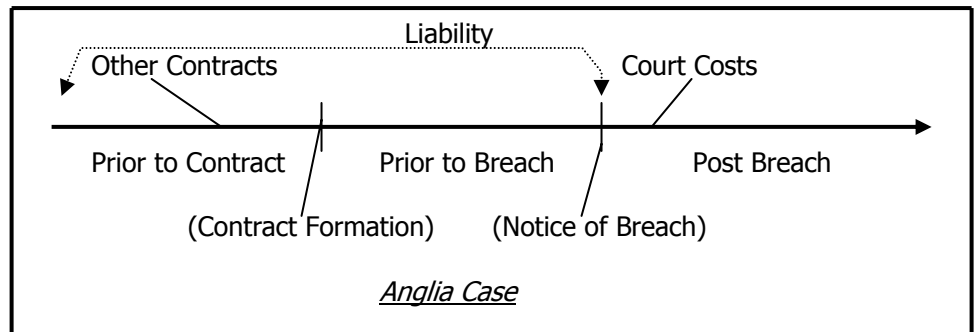 Liability
Other Contracts Court Costs
Prior to Contract Prior to Breach Post Breach
(Contract Formation) (Notice of Breach)
Anglia Case